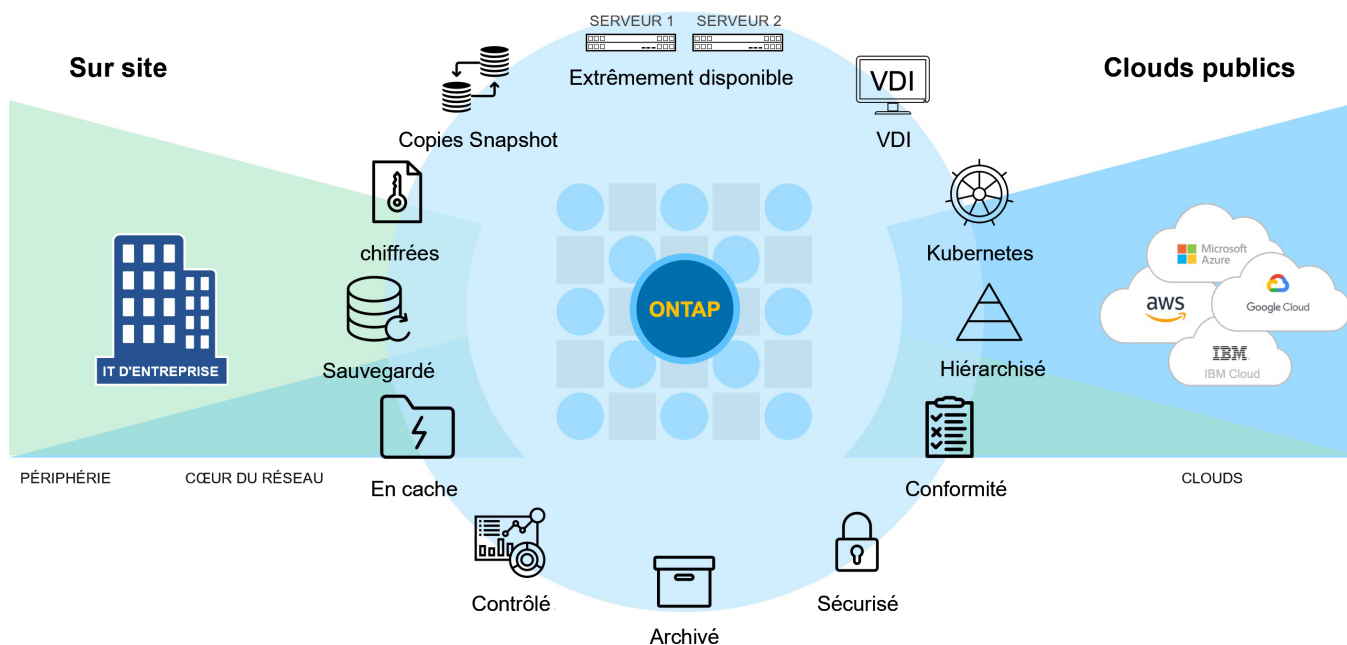 SERVEUR 1
SERVEUR 2
Sur site
Extrêmement disponible
VDI
Clouds publics
Copies Snapshot
VDI
chiffrées
Kubernetes
Microsoft
Azure
aws
Google Cloud
ONTAP
IBM
IBM Cloud
IT D'ENTREPRISE
Sauvegardé
Hiérarchisé
PÉRIPHÉRIE
CŒUR DU RÉSEAU
En cache
Conformité
CLOUDS
Contrôlé
Sécurisé
Archivé